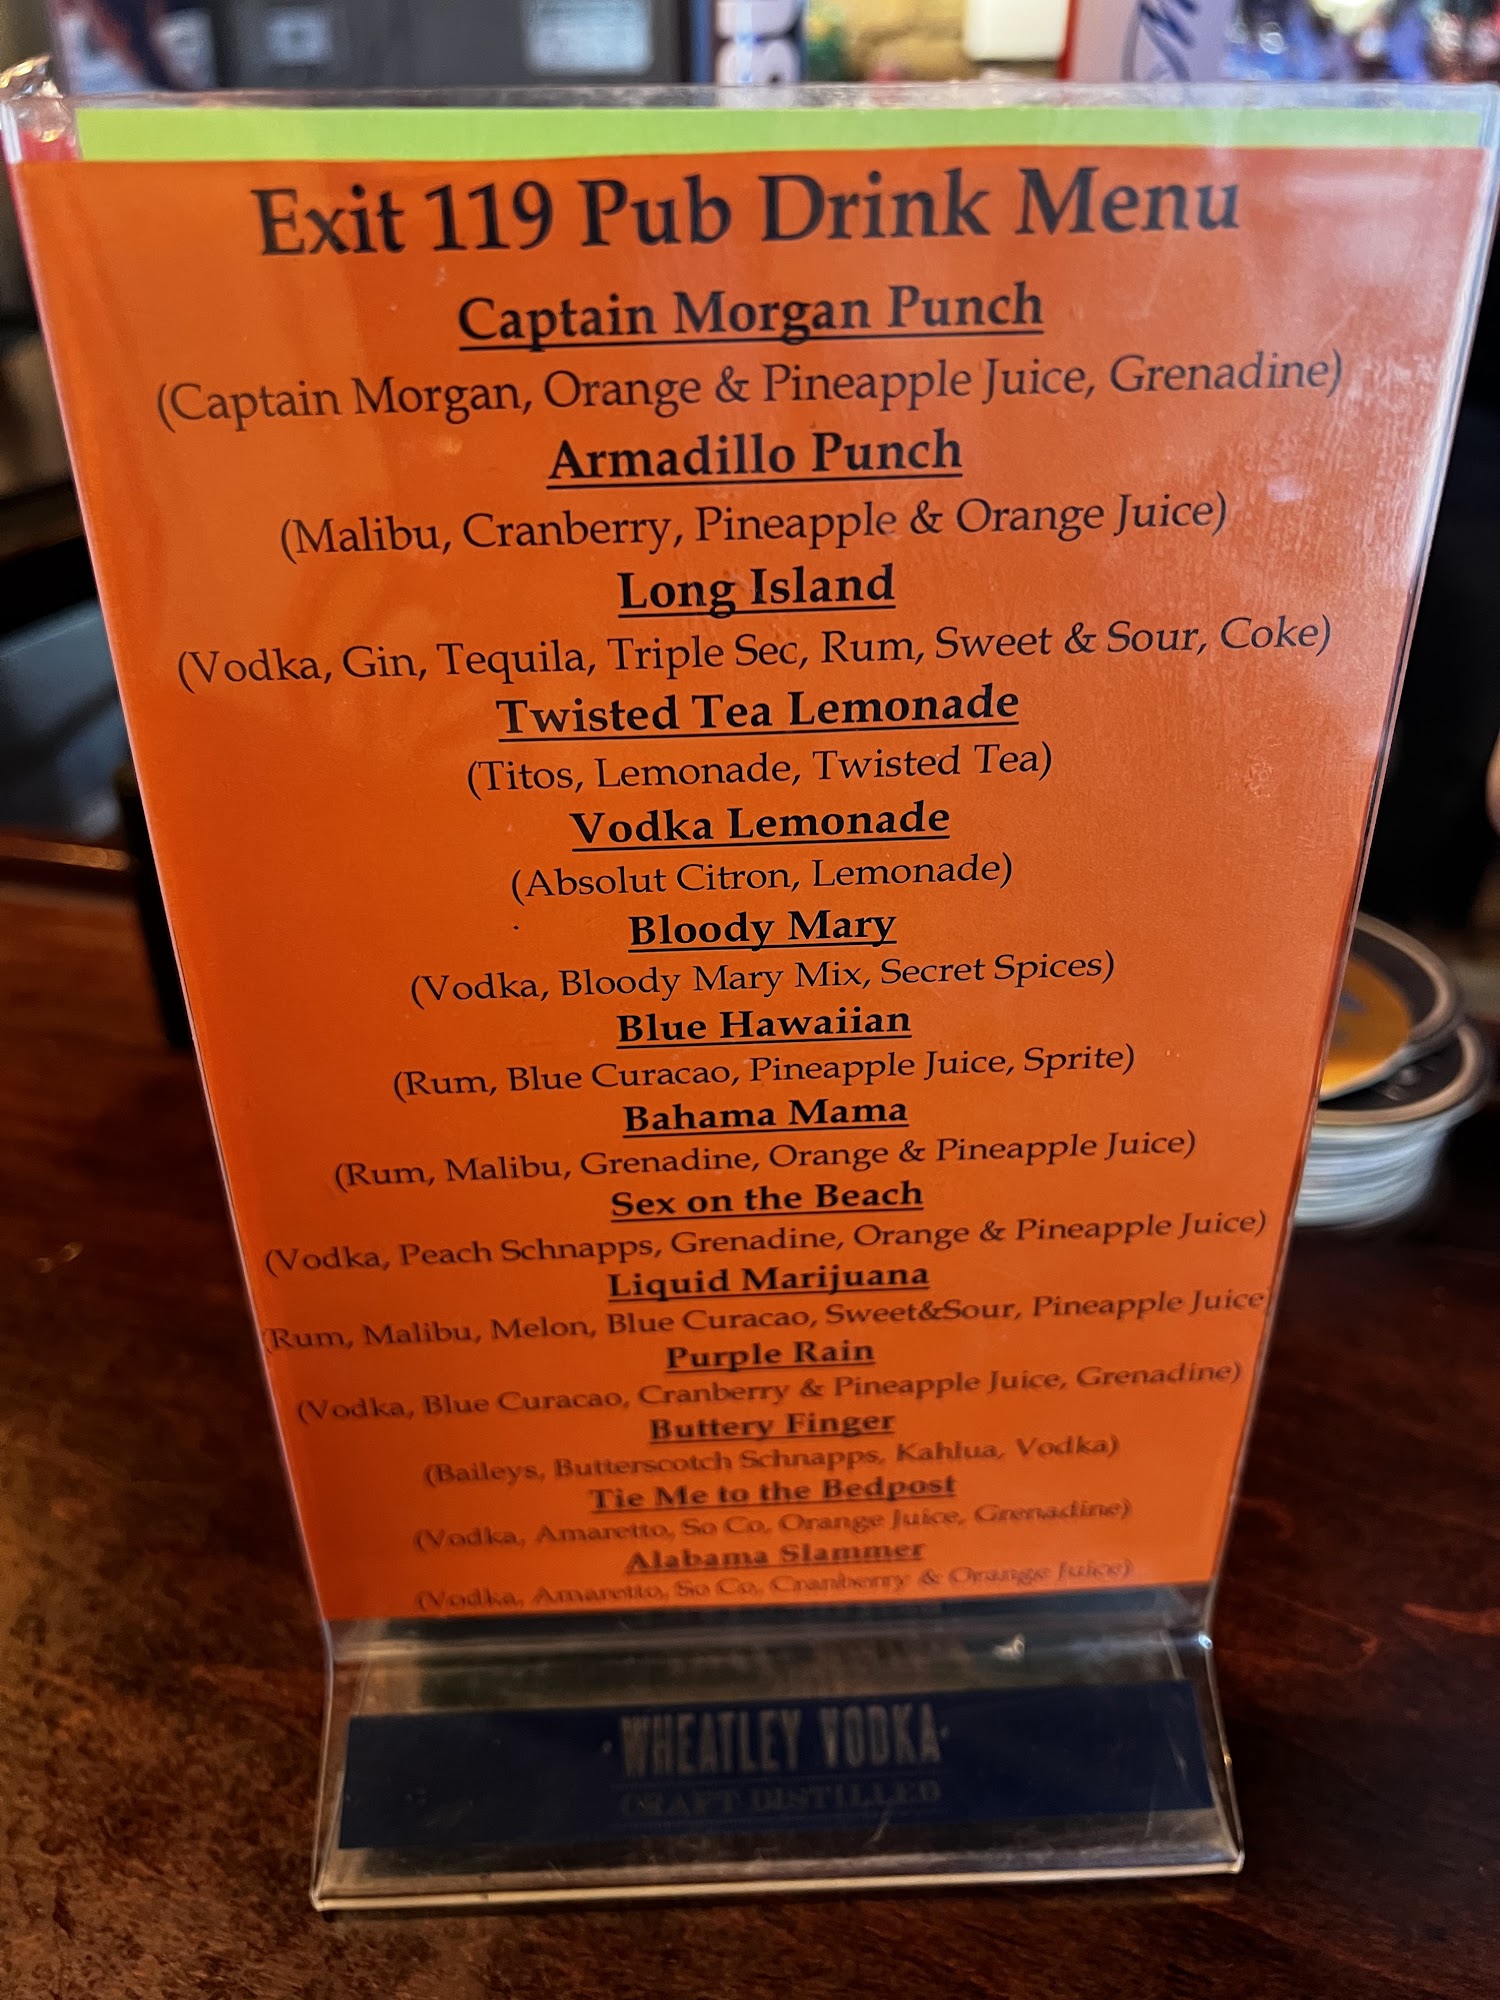 Exit 119 Pub Drink Menu
Captain Morgan Punch
(Captain Morgan, Orange & Pineapple Juice, Grenadine)
Armadillo Punch
(Malibu, Cranberry, Pineapple & Orange Juice)
Long Island
(Vodka, Gin, Tequila, Triple Sec, Rum, Sweet & Sour, Coke)
Twisted Tea Lemonade
(Titos, Lemonade, Twisted Tea)
Vodka Lemonade
(Absolut Citron, Lemonade)
Bloody Mary
(Vodka, Bloody Mary Mix, Secret Spices)
Blue Hawaiian
(Rum, Blue Curacao, Pineapple Juice, Sprite)
Bahama Mama
(Rum, Malibu, Grenadine, Orange & Pineapple Juice)
Sex on the Beach
(Vodka, Peach Schnapps, Grenadine, Orange & Pineapple Juice)
Liquid Marijuana
(Rum, Malibu, Melon, Blue Curacao, Sweet&Sour, Pineapple Juice)
Purple Rain
(Vodka, Blue Curacao, Cranberry & Pineapple Juice, Grenadine)
Buttery Finger
(Baileys, Butterscotch Schnapps, Kahlua, Vodka)
Tie Me to the Bedpost
(Vodka, Amaretto, So Co, Orange Juice, Grenadine)
Alabama Slammer
(Vodka, Amaretto, So Co, Cranberry & Orange Juice)
·WHEATLEY VODKA·
CRAFT DISTILLED